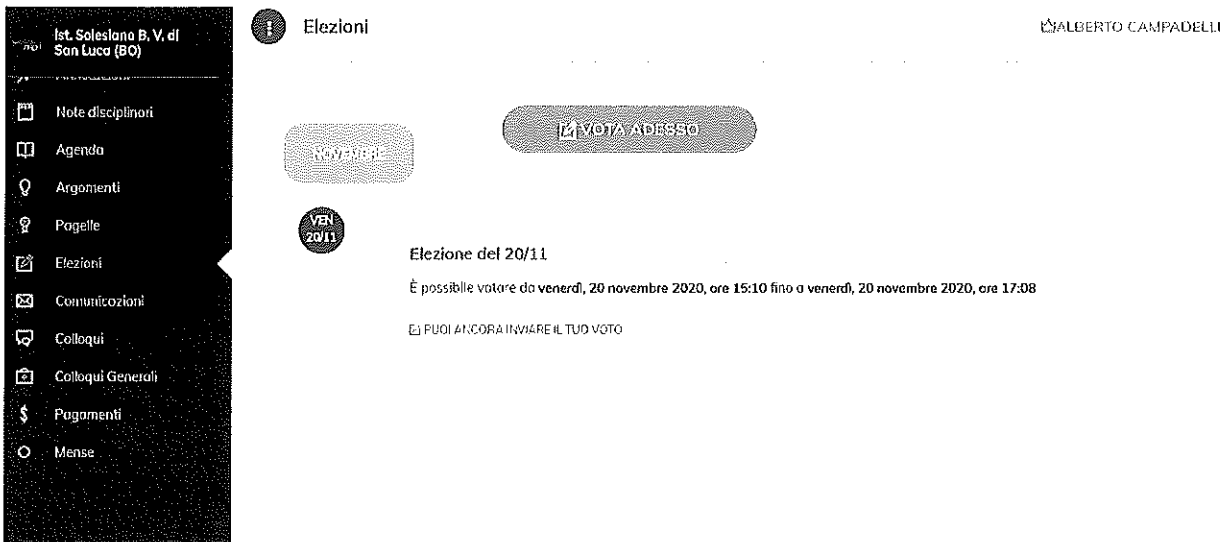 Ist. Salesiano B. V. di
San Luca (BO)
Note disciplinari
Agenda
Argomenti
Pagelle
Elezioni
Comunicazioni
Colloqui
Colloqui Generali
Pagamenti
Mense
Elezioni
ALBERTO CAMPADELLI
VOTA ADESSO
NOVEMBRE
VEN
20/11
Elezione del 20/11
È possibile votare da venerdì, 20 novembre 2020, ore 15:10 fino a venerdì, 20 novembre 2020, ore 17:08
PUOI ANCORA INVIARE IL TUO VOTO